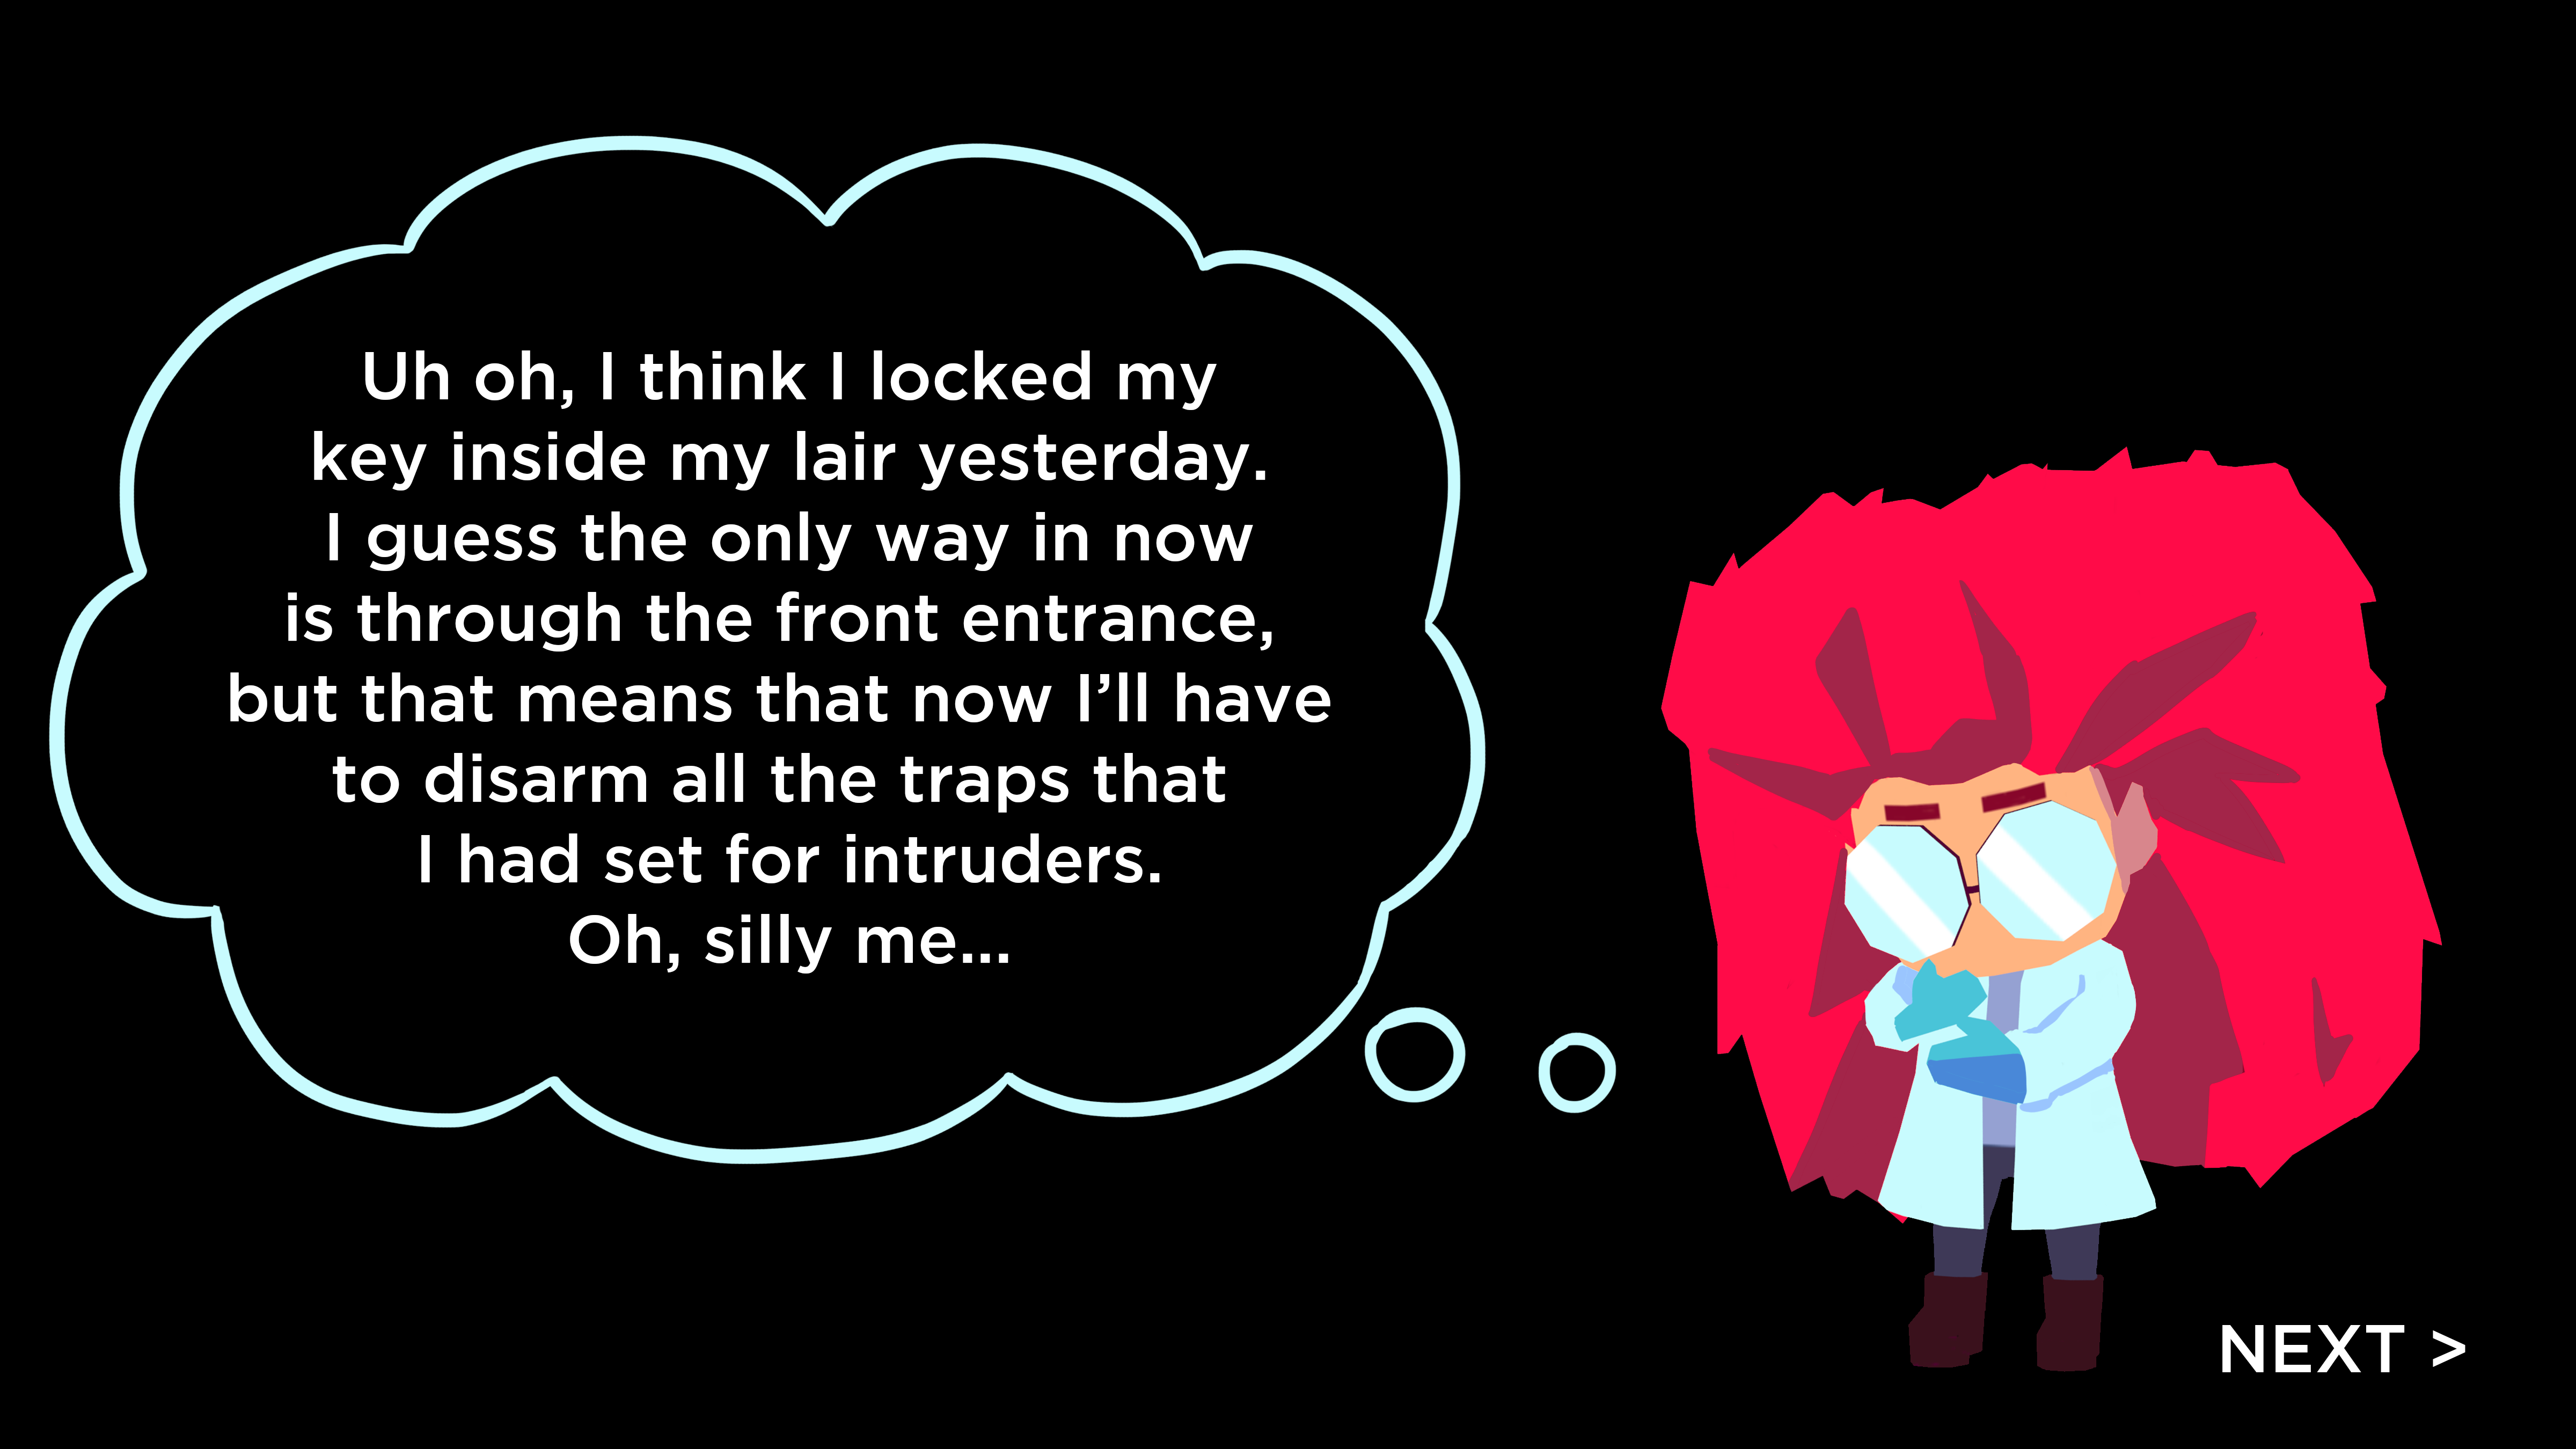 Uh oh, I think I locked my
key inside my lair yesterday.
I guess the only way in now
is through the front entrance,
but that means that now I’ll have
to disarm all the traps that
I had set for intruders.
Oh, silly me...
NEXT >